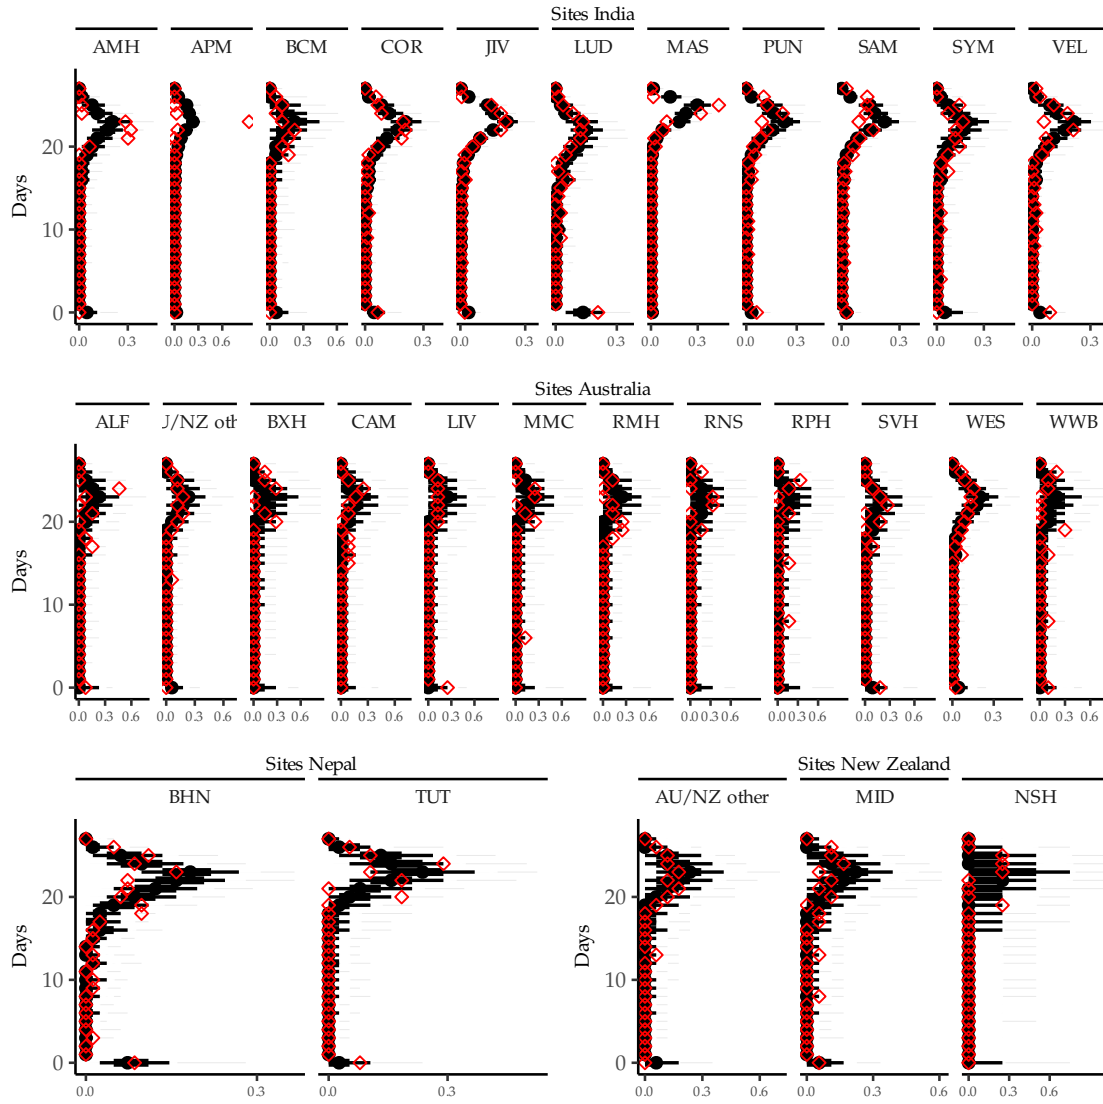 Sites India
AMH APM BCM COR JIV LUD MAS PUN SAM SYM VEL
Days
20
10
0
0.0 0.3 0.0 0.3 0.6 0.0 0.3 0.6 0.0 0.3 0.0 0.3 0.0 0.3 0.0 0.3 0.0 0.3 0.0 0.3 0.0 0.3 0.0 0.3
Sites Australia
ALF J/NZ oth BXH CAM LIV MMC RMH RNS RPH SVH WES WWB
Days
20
10
0
0.0 0.3 0.6 0.0 0.3 0.6 0.0 0.3 0.6 0.0 0.3 0.6 0.0 0.3 0.6 0.0 0.3 0.6 0.0 0.3 0.6 0.0 0.3 0.6 0.0 0.3 0.6 0.0 0.3 0.6 0.0 0.3 0.0 0.3 0.6
Sites Nepal
BHN TUT
Days
20
10
0
0.0 0.3 0.0 0.3
Sites New Zealand
AU/NZ other MID NSH
Days
20
10
0
0.0 0.3 0.6 0.0 0.3 0.6 0.0 0.3 0.6